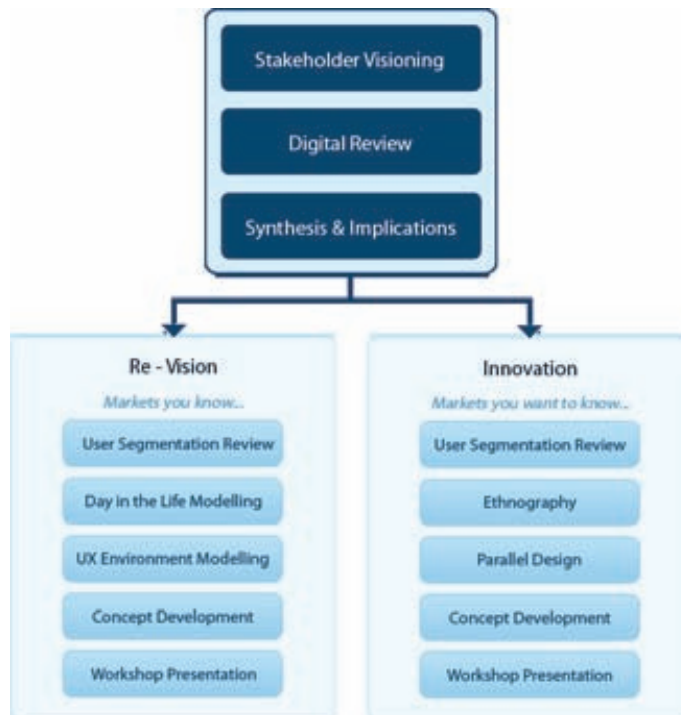 Stakeholder Visioning
Digital Review
Synthesis & Implications
Re - Vision
Markets you know...
User Segmentation Review
Day in the Life Modelling
UX Environment Modelling
Concept Development
Workshop Presentation
Innovation
Markets you want to know...
User Segmentation Review
Ethnography
Parallel Design
Concept Development
Workshop Presentation